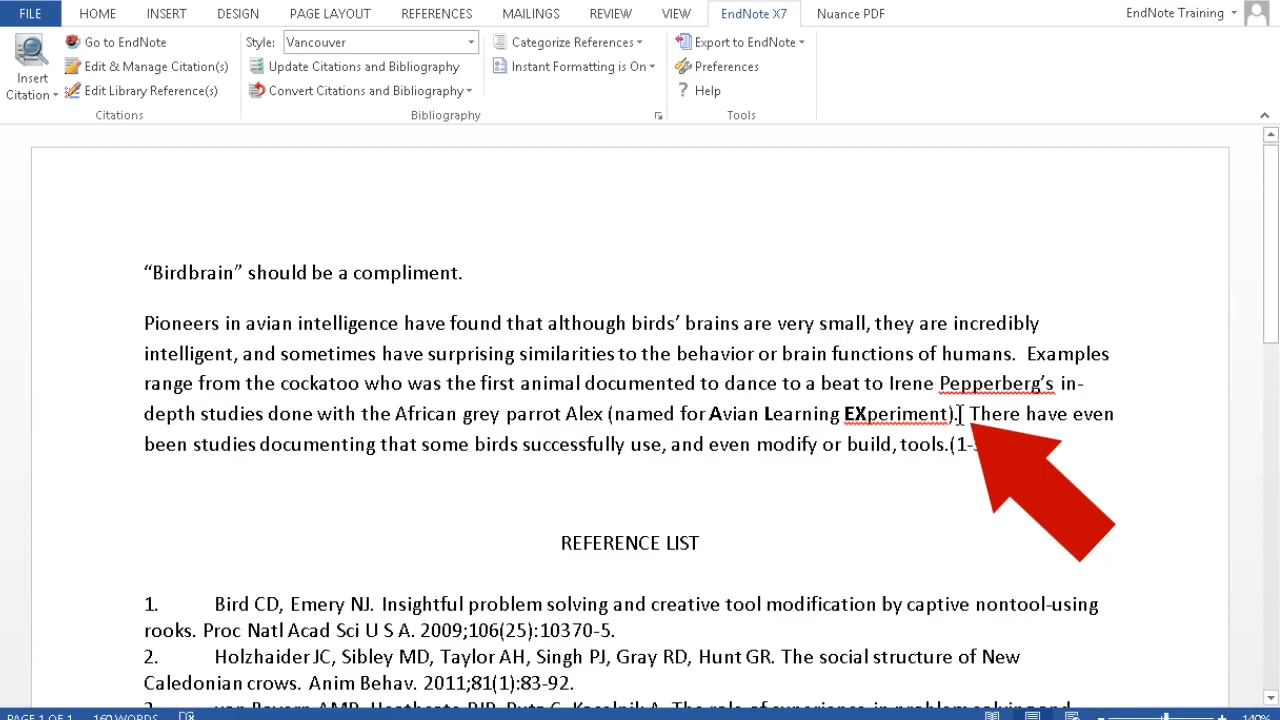 FILE HOME INSERT DESIGN PAGE LAYOUT REFERENCES MAILINGS REVIEW VIEW EndNote X7 Nuance PDF EndNote Training
Insert Citation
Go to EndNote
Edit & Manage Citation(s)
Edit Library Reference(s)
Citations
Style: Vancouver
Update Citations and Bibliography
Convert Citations and Bibliography
Categorize References
Instant Formatting is On
Bibliography
Export to EndNote
Preferences
? Help
Tools
“Birdbrain” should be a compliment.
Pioneers in avian intelligence have found that although birds’ brains are very small, they are incredibly
intelligent, and sometimes have surprising similarities to the behavior or brain functions of humans. Examples
range from the cockatoo who was the first animal documented to dance to a beat to Irene Pepperberg’s in-
depth studies done with the African grey parrot Alex (named for Avian Learning EXperiment). There have even
been studies documenting that some birds successfully use, and even modify or build, tools.(1-
REFERENCE LIST
1. Bird CD, Emery NJ. Insightful problem solving and creative tool modification by captive nontool-using
rooks. Proc Natl Acad Sci U S A. 2009;106(25):10370-5.
2. Holzhaider JC, Sibley MD, Taylor AH, Singh PJ, Gray RD, Hunt GR. The social structure of New
Caledonian crows. Anim Behav. 2011;81(1):83-92.
PAGE 1 OF 1 160 WORDS 140%